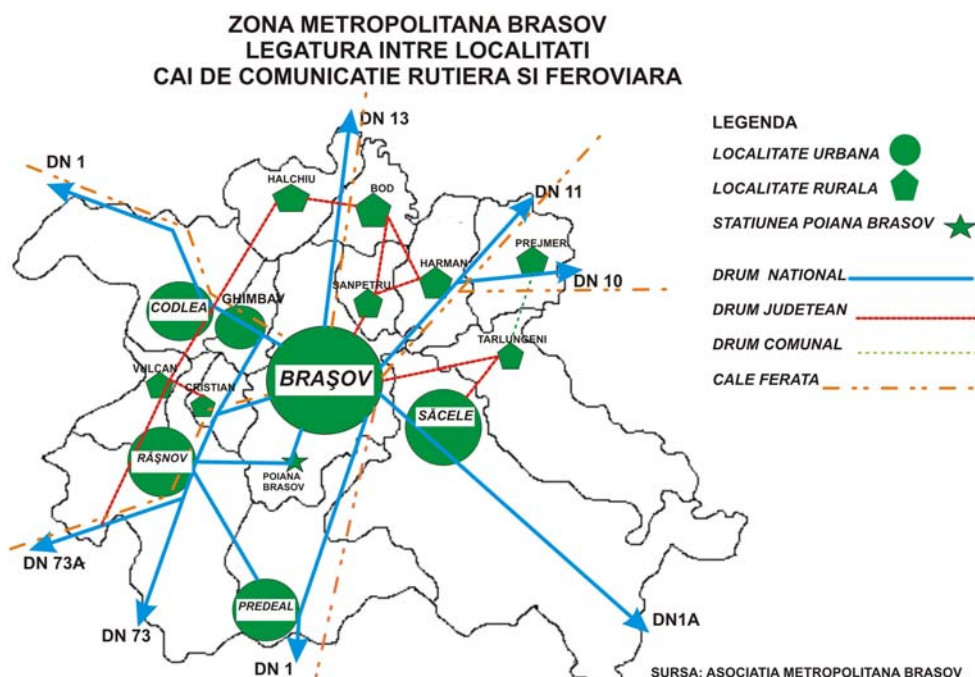 ZONA METROPOLITANA BRASOV
LEGATURA INTRE LOCALITATI
CAI DE COMUNICATIE RUTIERA SI FEROVIARA
DN 13
DN 1
HALCHIU
BOD
DN 11
PREJMER
HARMAN
DN 10
SANPETRU
CODLEA
GHIMBAV
TARLUNGENI
VULCAN
CRISTIAN
BRAŞOV
SĂCELE
RÂŞNOV
POIANA
BRASOV
DN 73A
PREDEAL
DN 73
DN 1
DN1A
LEGENDA
LOCALITATE URBANA
LOCALITATE RURALA
STATIUNEA POIANA BRASOV
DRUM NATIONAL
DRUM JUDETEAN
DRUM COMUNAL
CALE FERATA
SURSA: ASOCIATIA METROPOLITANA BRASOV